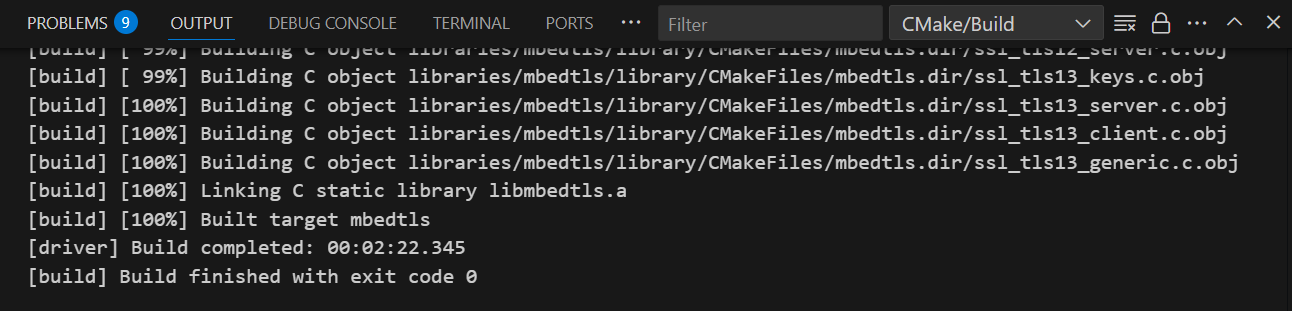 PROBLEMS 9 OUTPUT DEBUG CONSOLE TERMINAL PORTS ··· Filter CMake/Build ···
[build] [ 99%] Building C object libraries/mbedtls/library/CMakeFiles/mbedtls.dir/ssl_tls12_server.c.obj
[build] [ 99%] Building C object libraries/mbedtls/library/CMakeFiles/mbedtls.dir/ssl_tls13_keys.c.obj
[build] [100%] Building C object libraries/mbedtls/library/CMakeFiles/mbedtls.dir/ssl_tls13_server.c.obj
[build] [100%] Building C object libraries/mbedtls/library/CMakeFiles/mbedtls.dir/ssl_tls13_client.c.obj
[build] [100%] Building C object libraries/mbedtls/library/CMakeFiles/mbedtls.dir/ssl_tls13_generic.c.obj
[build] [100%] Linking C static library libmbedtls.a
[build] [100%] Built target mbedtls
[driver] Build completed: 00:02:22.345
[build] Build finished with exit code 0